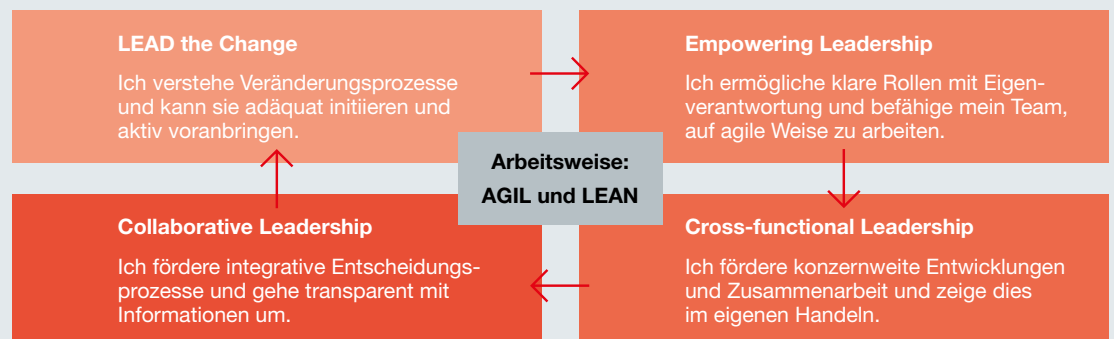 LEAD the Change
Ich verstehe Veränderungsprozesse
und kann sie adäquat initiieren und
aktiv voranbringen.
Empowering Leadership
Ich ermögliche klare Rollen mit Eigen-
verantwortung und befähige mein Team,
auf agile Weise zu arbeiten.
Arbeitsweise:
AGIL und LEAN
Collaborative Leadership
Ich fördere integrative Entscheidungs-
prozesse und gehe transparent mit
Informationen um.
Cross-functional Leadership
Ich fördere konzernweite Entwicklungen
und Zusammenarbeit und zeige dies
im eigenen Handeln.